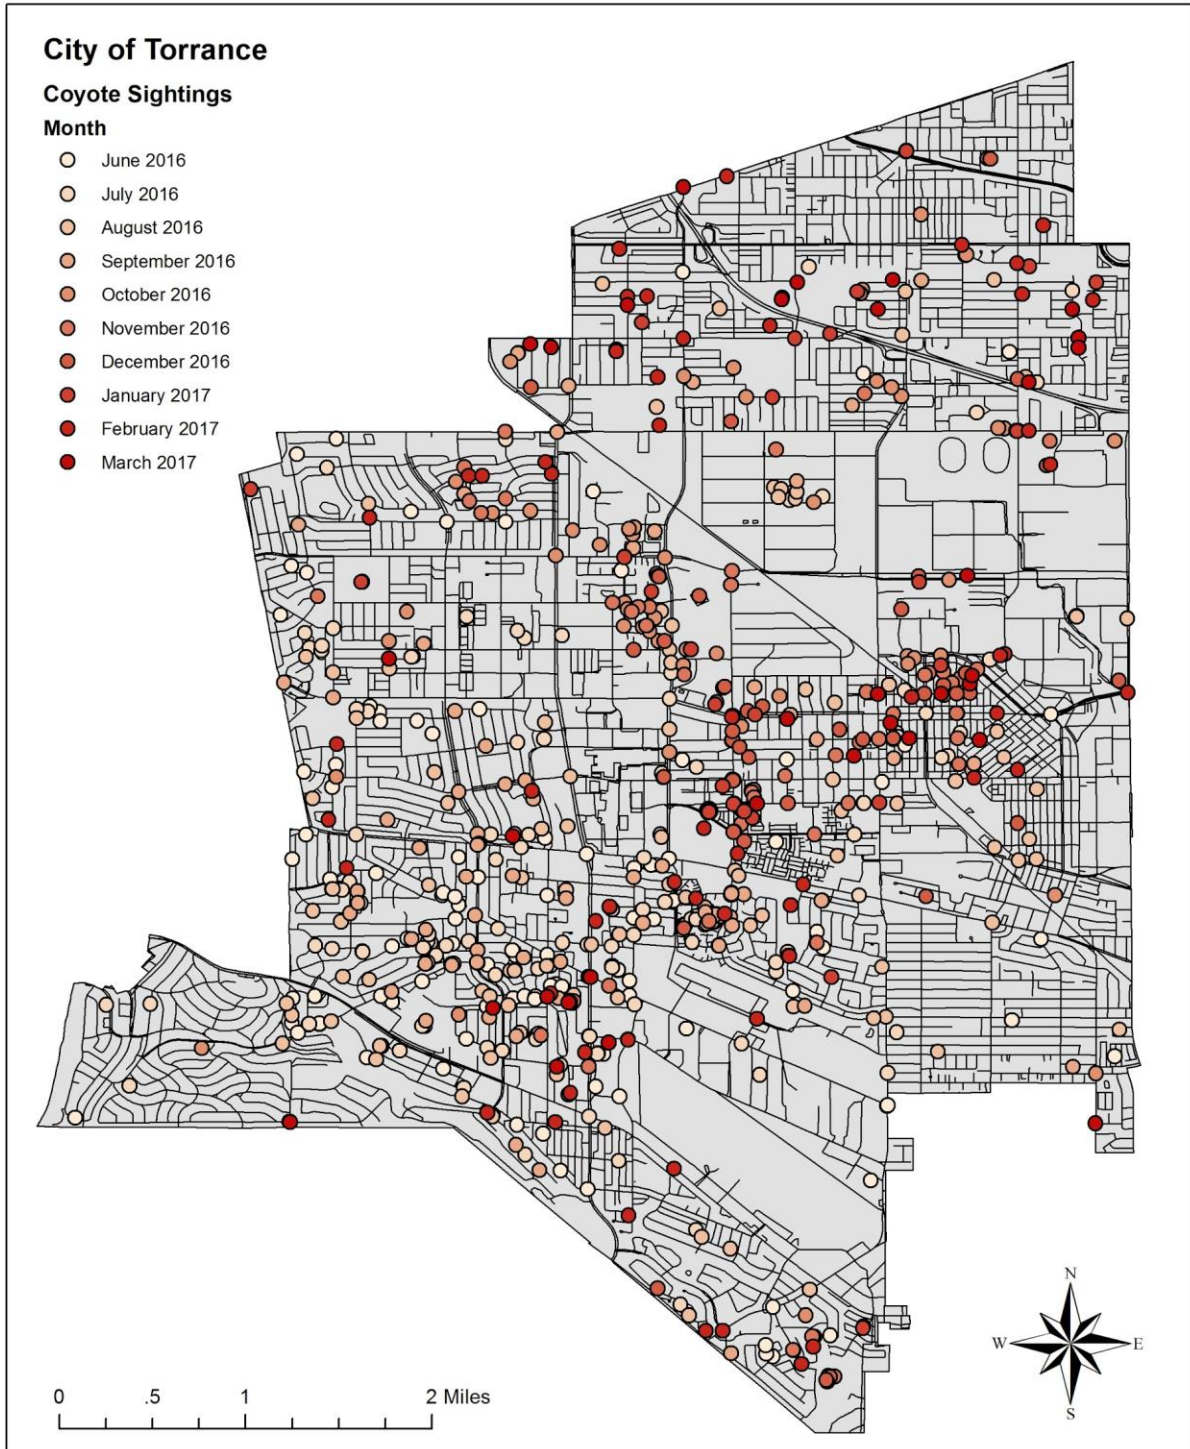 City of Torrance
Coyote Sightings
Month
June 2016
July 2016
August 2016
September 2016
October 2016
November 2016
December 2016
January 2017
February 2017
March 2017
N
W E
S
0 .5 1 2 Miles